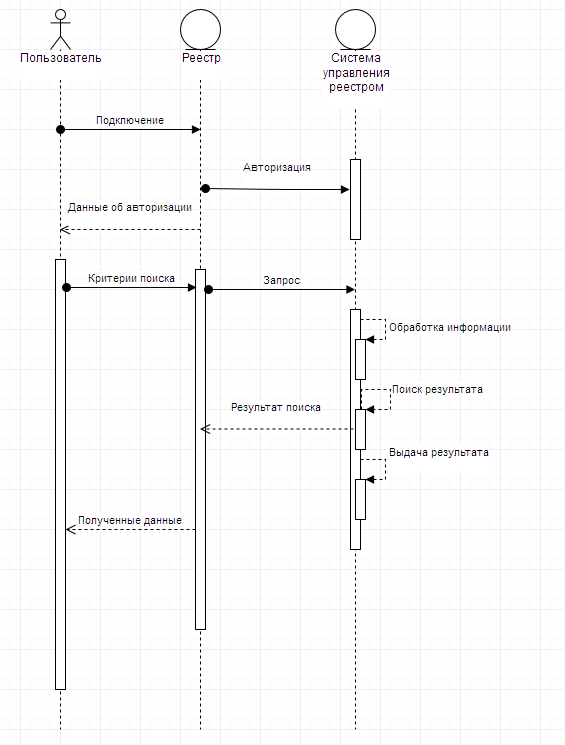 Пользователь
Реестр
Система
управления
реестром
Подключение
Авторизация
Данные об авторизации
Критерии поиска
Запрос
Обработка информации
Поиск результата
Результат поиска
Выдача результата
Полученные данные